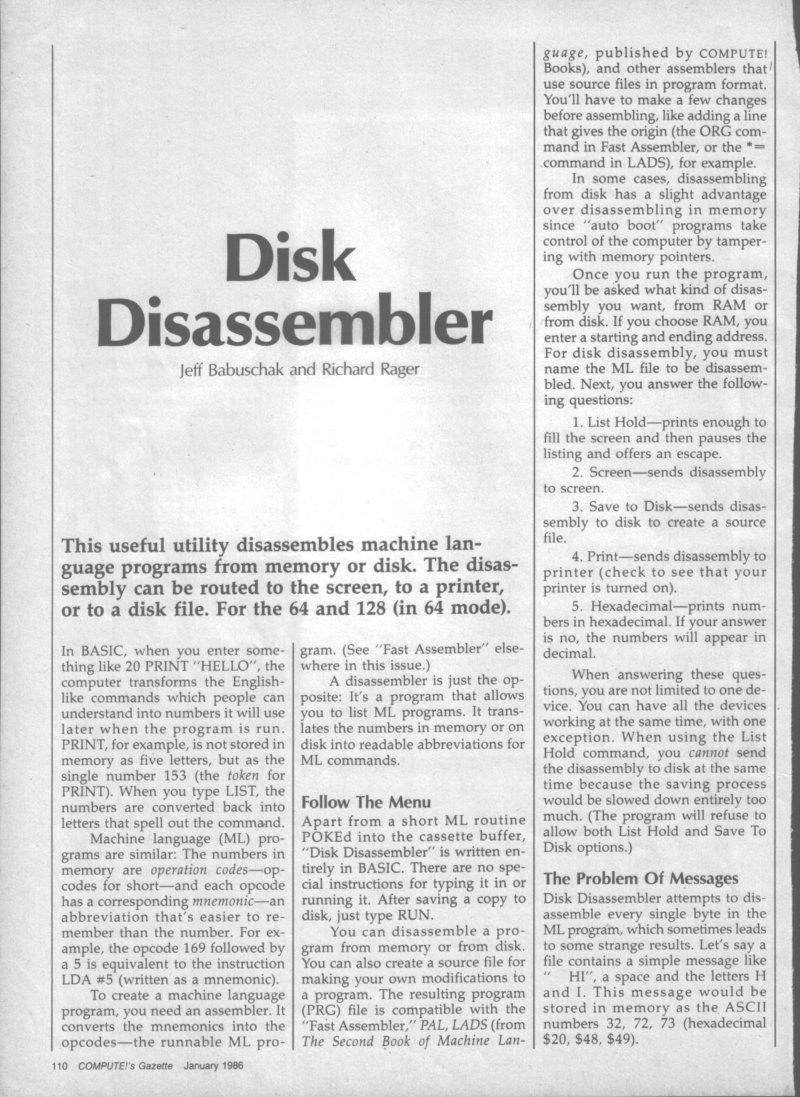 Disk
Disassembler
Jeff Babuschak and Richard Rager
This useful utility disassembles machine lan-
guage programs from memory or disk. The disas-
sembly can be routed to the screen, to a printer,
or to a disk file. For the 64 and 128 (in 64 mode).
In BASIC, when you enter some-
thing like 20 PRINT "HELLO", the
computer transforms the English-
like commands which people can
understand into numbers it will use
later when the program is run.
PRINT, for example, is not stored in
memory as five letters, but as the
single number 153 (the token for
PRINT). When you type LIST, the
numbers are converted back into
letters that spell out the command.
Machine language (ML) pro-
grams are similar: The numbers in
memory are operation codes—op-
codes for short—and each opcode
has a corresponding mnemonic—an
abbreviation that's easier to re-
member than the number. For ex-
ample, the opcode 169 followed by
a 5 is equivalent to the instruction
LDA #5 (written as a mnemonic).
To create a machine language
program, you need an assembler. It
converts the mnemonics into the
opcodes—the runnable ML pro-
gram. (See "Fast Assembler" else-
where in this issue.)
A disassembler is just the op-
posite: It's a program that allows
you to list ML programs. It trans-
lates the numbers in memory or on
disk into readable abbreviations for
ML commands.
Follow The Menu
Apart from a short ML routine
POKEd into the cassette buffer,
"Disk Disassembler" is written en-
tirely in BASIC. There are no spe-
cial instructions for typing it in or
running it. After saving a copy to
disk, just type RUN.
You can disassemble a pro-
gram from memory or from disk.
You can also create a source file for
making your own modifications to
a program. The resulting program
(PRG) file is compatible with the
"Fast Assembler," PAL, LADS (from
The Second Book of Machine Lan-
guage, published by COMPUTE!
Books), and other assemblers that
use source files in program format.
You'll have to make a few changes
before assembling, like adding a line
that gives the origin (the ORG com-
mand in Fast Assembler, or the *=
command in LADS), for example.
In some cases, disassembling
from disk has a slight advantage
over disassembling in memory
since "auto boot" programs take
control of the computer by tamper-
ing with memory pointers.
Once you run the program,
you'll be asked what kind of disas-
sembly you want, from RAM or
from disk. If you choose RAM, you
enter a starting and ending address.
For disk disassembly, you must
name the ML file to be disassem-
bled. Next, you answer the follow-
ing questions:
1. List Hold—prints enough to
fill the screen and then pauses the
listing and offers an escape.
2. Screen—sends disassembly
to screen.
3. Save to Disk—sends disas-
sembly to disk to create a source
file.
4. Print—sends disassembly to
printer (check to see that your
printer is turned on).
5. Hexadecimal—prints num-
bers in hexadecimal. If your answer
is no, the numbers will appear in
decimal.
When answering these ques-
tions, you are not limited to one de-
vice. You can have all the devices
working at the same time, with one
exception. When using the List
Hold command, you cannot send
the disassembly to disk at the same
time because the saving process
would be slowed down entirely too
much. (The program will refuse to
allow both List Hold and Save To
Disk options.)
The Problem Of Messages
Disk Disassembler attempts to dis-
assemble every single byte in the
ML program, which sometimes leads
to some strange results. Let's say a
file contains a simple message like
" HI", a space and the letters H
and I. This message would be
stored in memory as the ASCII
numbers 32, 72, 73 (hexadecimal
$20, $48, $49).
110 COMPUTE!'s Gazette January 1986